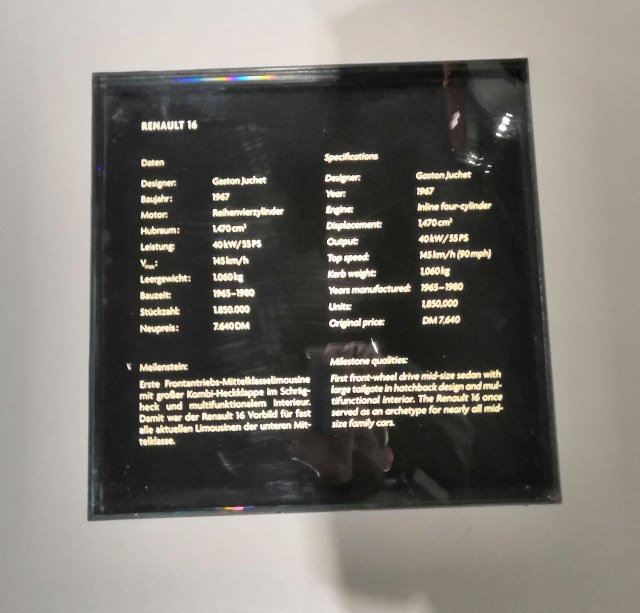 RENAULT 16
Daten
Designer: Gaston Juchet
Baujahr: 1967
Motor: Reihenvierzylinder
Hubraum: 1.470 cm³
Leistung: 40 kW/55 PS
Vmax: 145 km/h
Leergewicht: 1.060 kg
Bauzeit: 1965–1980
Stückzahl: 1.850.000
Neupreis: 7.640 DM
Meilenstein:
Erste Frontantriebs-Mittelklasselimousine
mit großer Kombi-Heckklappe im Schräg-
heck und multifunktionalem Interieur.
Damit war der Renault 16 Vorbild für fast
alle aktuellen Limousinen der unteren Mit-
telklasse.
Specifications
Designer: Gaston Juchet
Year: 1967
Engine: Inline four-cylinder
Displacement: 1,470 cm³
Output: 40 kW/55 PS
Top speed: 145 km/h (90 mph)
Kerb weight: 1.060 kg
Years manufactured: 1965–1980
Units: 1,850,000
Original price: DM 7,640
Milestone qualities:
First front-wheel drive mid-size sedan with
large tailgate in hatchback design and mul-
tifunctional interior. The Renault 16 once
served as an archetype for nearly all mid-
size family cars.